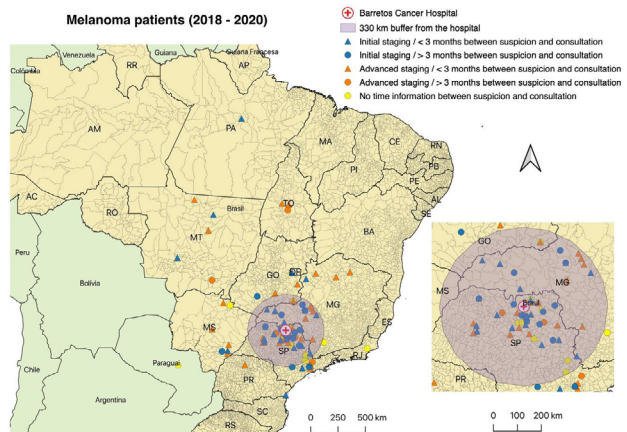 Melanoma patients (2018 - 2020)
Barretos Cancer Hospital
330 km buffer from the hospital
Initial staging / < 3 months between suspicion and consultation
Initial staging / > 3 months between suspicion and consultation
Advanced staging / < 3 months between suspicion and consultation
Advanced staging / > 3 months between suspicion and consultation
No time information between suspicion and consultation
Venezuela
Guiana
Guiana Francesa
Colômbia
RR
AP
AM
PA
MA
CE
RN
PB
PI
PE
AL
SE
AC
RO
TO
Brasil
MT
BA
Peru
Bolívia
GO
MG
ES
MS
SP
RJ
Paraguai
PR
Chile
Argentina
SC
RS
0 250 500 km
GO
MG
MS
Brasil
SP
PR
0 100 200 km